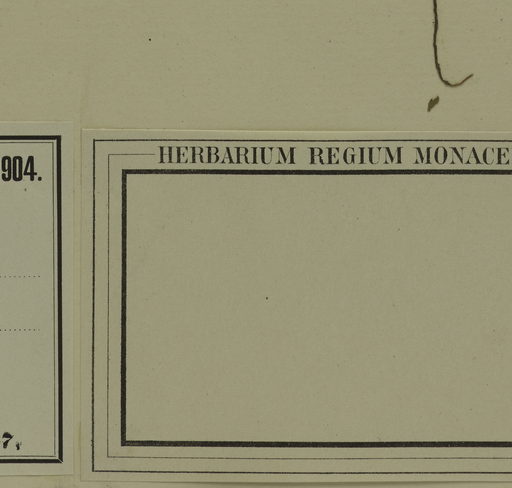 904.
7,
HERBARIUM REGIUM MONACE